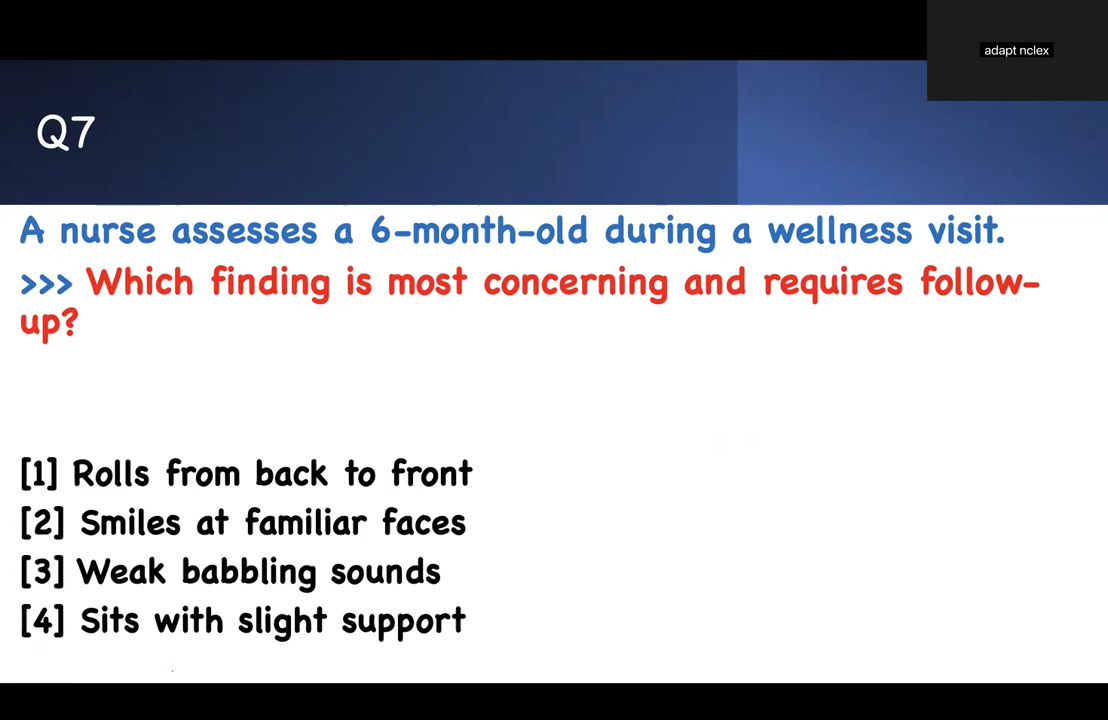 adapt nclex
Q7
A nurse assesses a 6-month-old during a wellness visit.
>>> Which finding is most concerning and requires follow-
up?
[1] Rolls from back to front
[2] Smiles at familiar faces
[3] Weak babbling sounds
[4] Sits with slight support